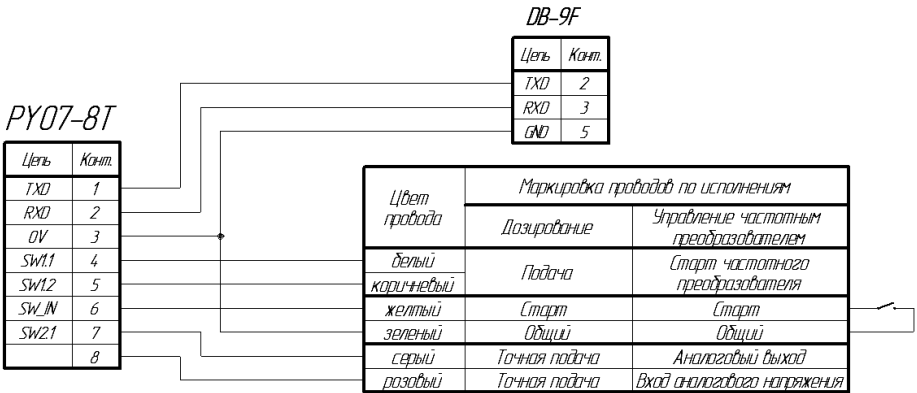 DB-9F
Цепь Конт.
TXD 2
RXD 3
GND 5
PY07-8T
Цепь Конт.
TXD 1
RXD 2
0V 3
SW1.1 4
SW1.2 5
SW_IN 6
SW2.1 7
8
Цвет
провода
Маркировка проводов по исполнениям
Дозирование
Управление частотным
преобразователем
белый
коричневый
Подача
Старт частотного
преобразователя
желтый Старт Старт
зеленый Общий Общий
серый Точная подача Аналоговый выход
розовый Точная подача Вход аналогового напряжения